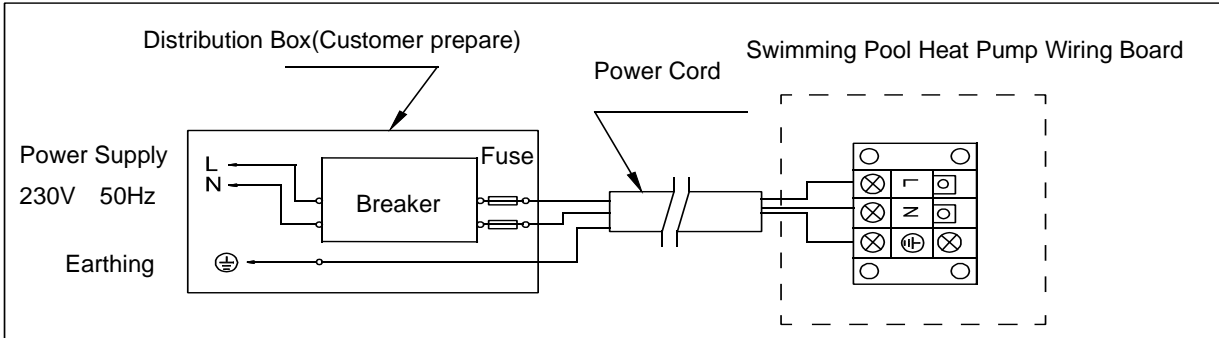 Distribution Box(Customer prepare)
Swimming Pool Heat Pump Wiring Board
Power Cord
Power Supply
230V 50Hz
L
N
Fuse
Breaker
Earthing
L
N